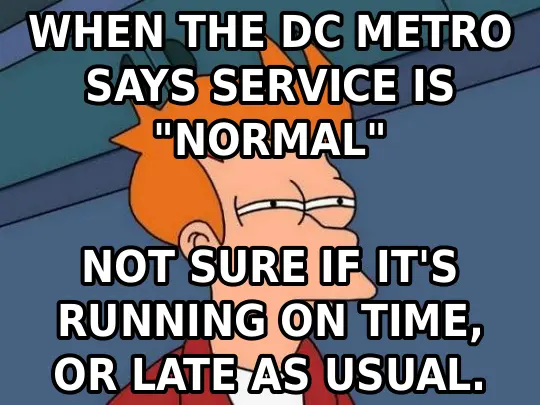 WHEN THE DC METRO
SAYS SERVICE IS
"NORMAL"
NOT SURE IF IT'S
RUNNING ON TIME,
OR LATE AS USUAL.